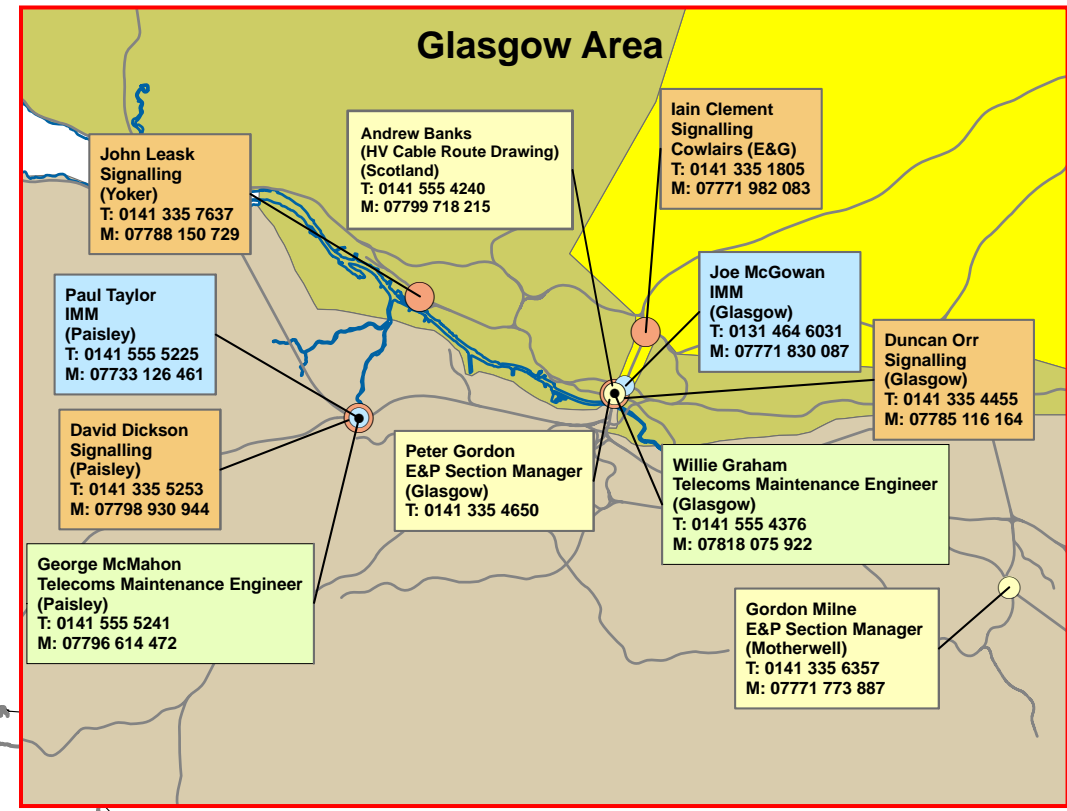 Glasgow Area
John Leask
Signalling
(Yoker)
T: 0141 335 7637
M: 07788 150 729
Andrew Banks
(HV Cable Route Drawing)
(Scotland)
T: 0141 555 4240
M: 07799 718 215
Iain Clement
Signalling
Cowlairs (E&G)
T: 0141 335 1805
M: 07771 982 083
Paul Taylor
IMM
(Paisley)
T: 0141 555 5225
M: 07733 126 461
Joe McGowan
IMM
(Glasgow)
T: 0131 464 6031
M: 07771 830 087
Duncan Orr
Signalling
(Glasgow)
T: 0141 335 4455
M: 07785 116 164
David Dickson
Signalling
(Paisley)
T: 0141 335 5253
M: 07798 930 944
Peter Gordon
E&P Section Manager
(Glasgow)
T: 0141 335 4650
Willie Graham
Telecoms Maintenance Engineer
(Glasgow)
T: 0141 555 4376
M: 07818 075 922
George McMahon
Telecoms Maintenance Engineer
(Paisley)
T: 0141 555 5241
M: 07796 614 472
Gordon Milne
E&P Section Manager
(Motherwell)
T: 0141 335 6357
M: 07771 773 887